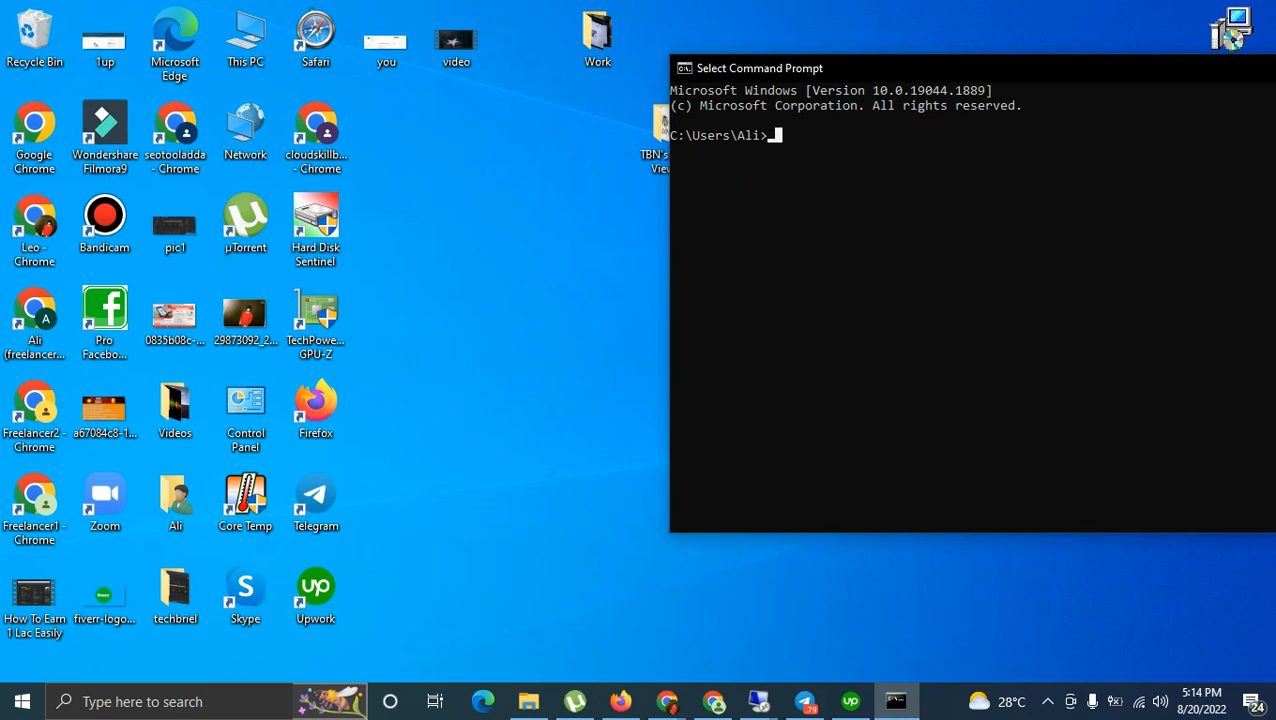 Recycle Bin
1up
Microsoft
Edge
This PC
Safari
you
video
Work
Google
Chrome
Wondershare
Filmora9
seotooladda
- Chrome
Network
cloudskillb...
- Chrome
TBN's
Leo -
Chrome
Bandicam
pic1
µTorrent
Hard Disk
Sentinel
Ali
(freelancer...
Pro
Facebo...
0835b08c-...
29873092_2...
TechPowe...
GPU-Z
Freelancer2 -
Chrome
a67084c8-1...
Videos
Control
Panel
Firefox
Freelancer1 -
Chrome
Zoom
Ali
Core Temp
Telegram
How To Earn
1 Lac Easily
fiverr-logo...
techbriel
Skype
Upwork
Select Command Prompt
Microsoft Windows [Version 10.0.19044.1889]
(c) Microsoft Corporation. All rights reserved.
C:\Users\Ali>
Type here to search
28°C
5:14 PM
8/20/2022
24